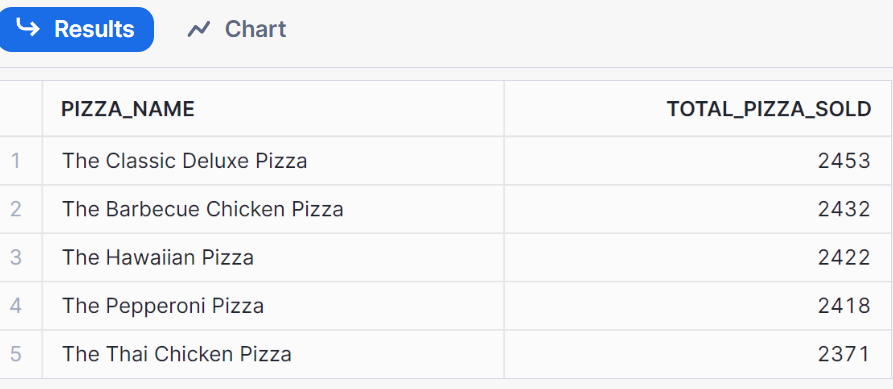 Results Chart
PIZZA_NAME TOTAL_PIZZA_SOLD
1 The Classic Deluxe Pizza 2453
2 The Barbecue Chicken Pizza 2432
3 The Hawaiian Pizza 2422
4 The Pepperoni Pizza 2418
5 The Thai Chicken Pizza 2371